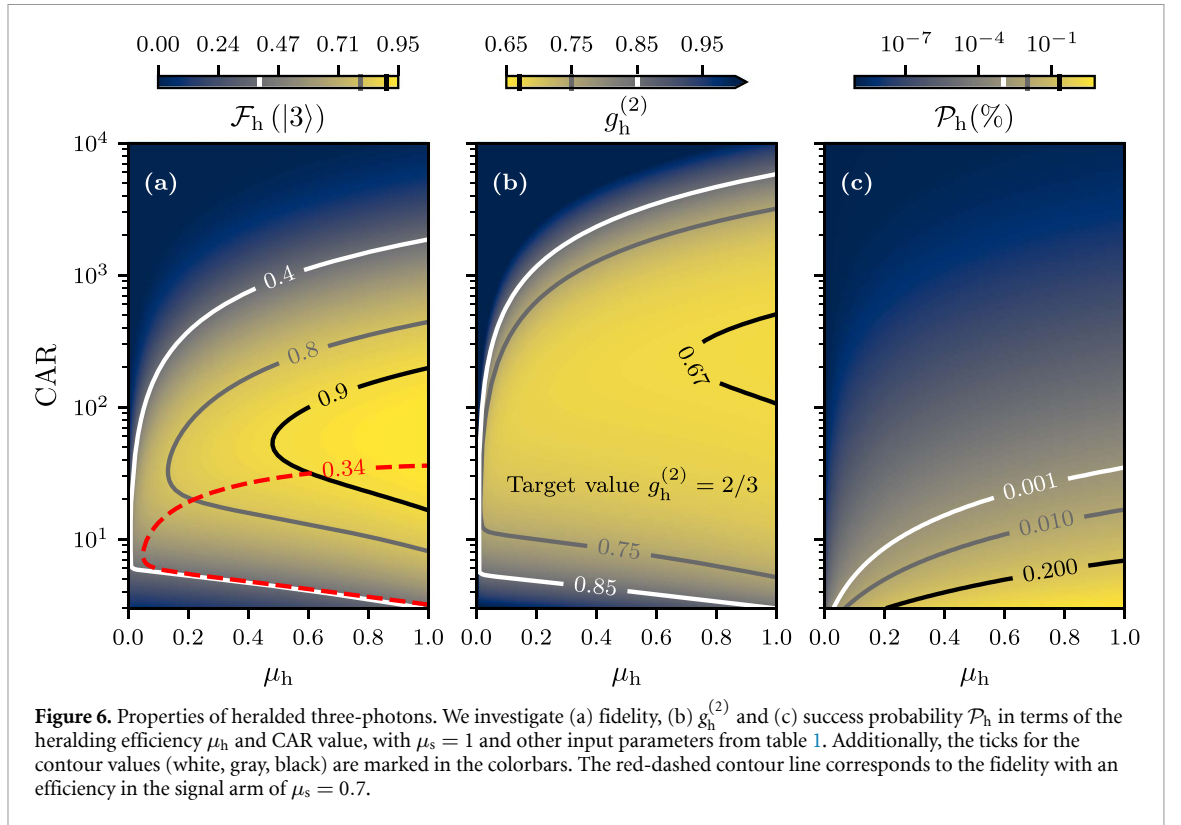 0.00 0.24 0.47 0.71 0.95
0.65 0.75 0.85 0.95
10⁻⁷ 10⁻⁴ 10⁻¹
ℱₕ (|3⟩)
gₕ⁽²⁾
𝒫ₕ(%)
CAR
10⁴
10³
10²
10¹
(a)
0.4
0.8
0.9
0.34
0.0 0.2 0.4 0.6 0.8 1.0
μₕ
(b)
0.67
Target value gₕ⁽²⁾ = 2/3
0.75
0.85
0.0 0.2 0.4 0.6 0.8 1.0
μₕ
(c)
0.001
0.010
0.200
0.0 0.2 0.4 0.6 0.8 1.0
μₕ
Figure 6. Properties of heralded three-photons. We investigate (a) fidelity, (b) gₕ⁽²⁾ and (c) success probability 𝒫ₕ in terms of the
heralding efficiency μₕ and CAR value, with μₛ = 1 and other input parameters from table 1. Additionally, the ticks for the
contour values (white, gray, black) are marked in the colorbars. The red-dashed contour line corresponds to the fidelity with an
efficiency in the signal arm of μₛ = 0.7.